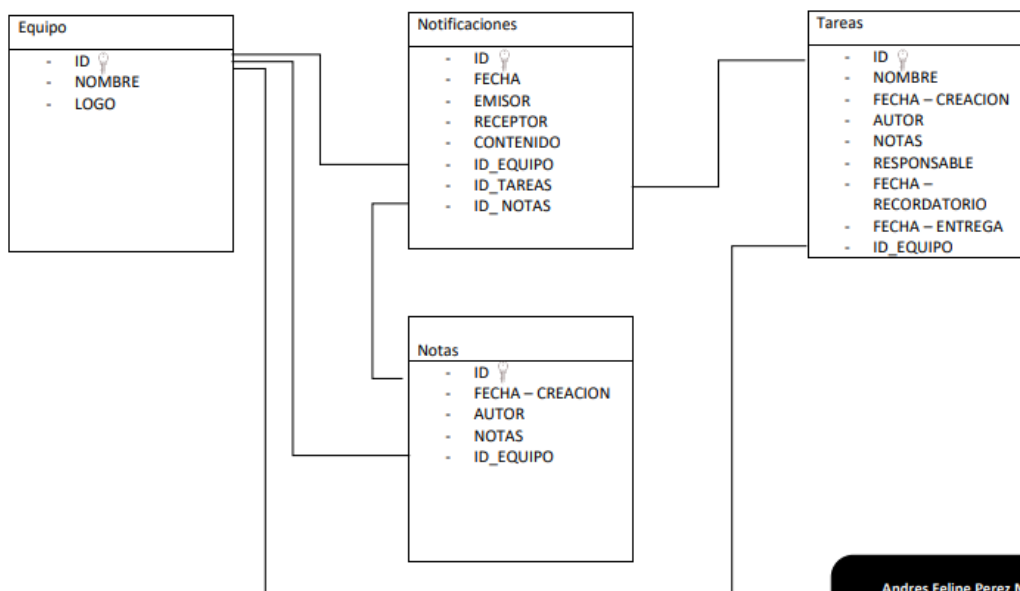 Equipo
- ID
- NOMBRE
- LOGO
Notificaciones
- ID
- FECHA
- EMISOR
- RECEPTOR
- CONTENIDO
- ID_EQUIPO
- ID_TAREAS
- ID_ NOTAS
Tareas
- ID
- NOMBRE
- FECHA – CREACION
- AUTOR
- NOTAS
- RESPONSABLE
- FECHA –
RECORDATORIO
- FECHA – ENTREGA
- ID_EQUIPO
Notas
- ID
- FECHA – CREACION
- AUTOR
- NOTAS
- ID_EQUIPO
Andres Felipe Perez